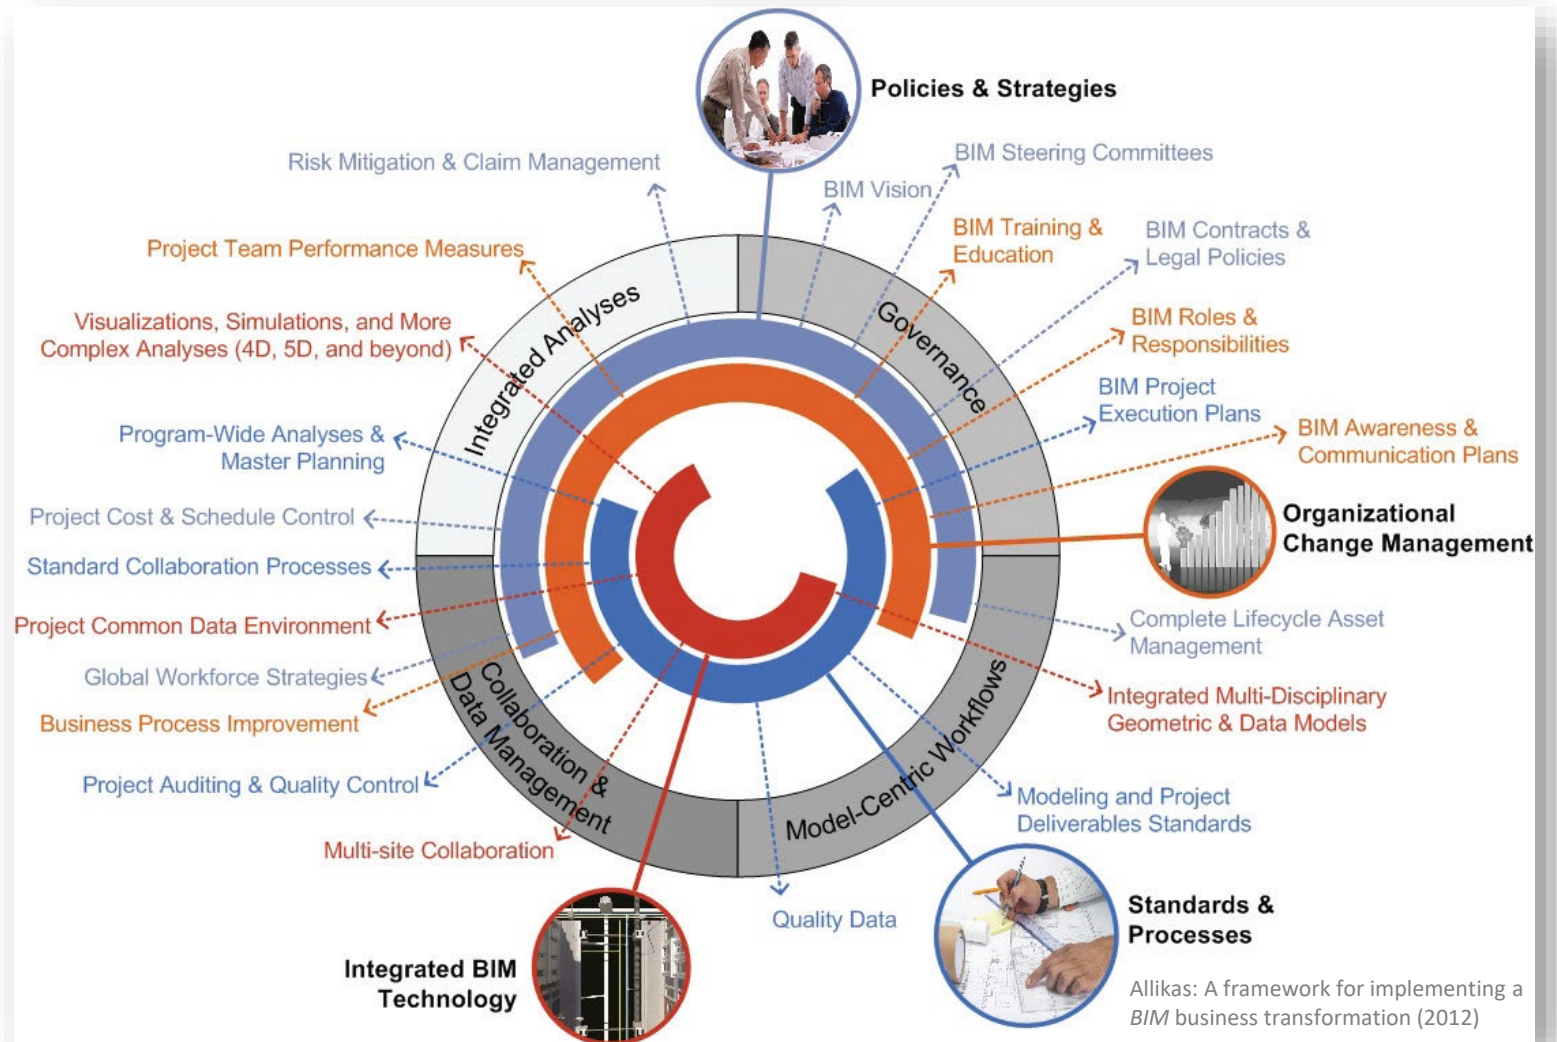 Policies & Strategies
Risk Mitigation & Claim Management
BIM Steering Committees
BIM Vision
Project Team Performance Measures
BIM Training &
Education
BIM Contracts &
Legal Policies
Integrated Analyses
Governance
Visualizations, Simulations, and More
Complex Analyses (4D, 5D, and beyond)
BIM Roles &
Responsibilities
BIM Project
Execution Plans
Program-Wide Analyses &
Master Planning
BIM Awareness &
Communication Plans
Project Cost & Schedule Control
Organizational
Change Management
Standard Collaboration Processes
Project Common Data Environment
Complete Lifecycle Asset
Management
Global Workforce Strategies
Business Process Improvement
Integrated Multi-Disciplinary
Geometric & Data Models
Collaboration &
Data Management
Model-Centric Workflows
Project Auditing & Quality Control
Modeling and Project
Deliverables Standards
Multi-site Collaboration
Quality Data
Standards &
Processes
Integrated BIM
Technology
Allikas: A framework for implementing a
BIM business transformation (2012)